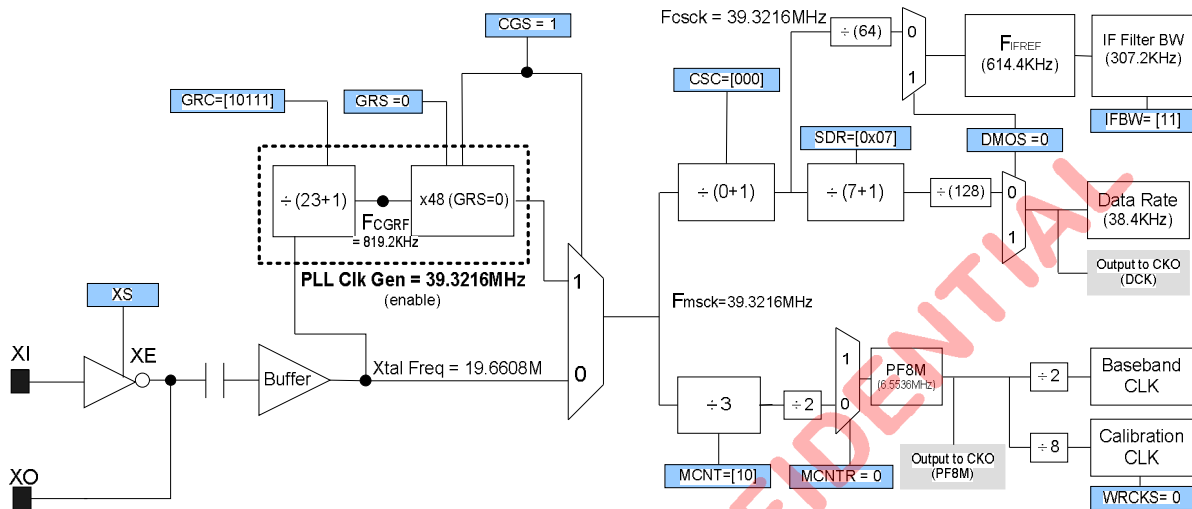 CGS = 1
Fcsck = 39.3216MHz
÷(64)
0
1
FIFREF
(614.4KHz)
IF Filter BW
(307.2KHz)
IFBW= [11]
GRC=[10111]
GRS =0
CSC=[000]
SDR=[0x07]
DMOS =0
÷(23+1)
FCGRF
= 819.2KHz
x48 (GRS=0)
÷(0+1)
÷(7+1)
÷(128)
0
1
Data Rate
(38.4KHz)
Output to CKO
(DCK)
PLL Clk Gen = 39.3216MHz
(enable)
1
0
Fmsck=39.3216MHz
XS
XI
XE
Buffer
Xtal Freq = 19.6608M
XO
÷3
÷2
1
0
PF8M
(6.5536MHz)
÷2
Baseband
CLK
÷8
Calibration
CLK
Output to CKO
(PF8M)
MCNT=[10]
MCNTR = 0
WRCKS= 0
FIDENTIAL